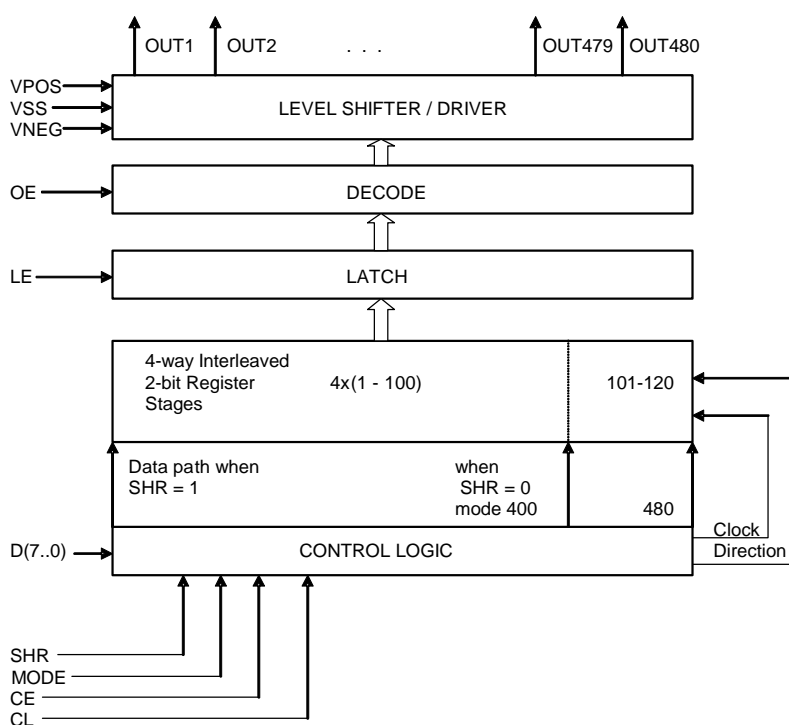 OUT1
OUT2
. . .
OUT479
OUT480
VPOS
VSS
VNEG
LEVEL SHIFTER / DRIVER
OE
DECODE
LE
LATCH
4-way Interleaved
2-bit Register
Stages
4x(1 - 100)
101-120
Data path when
SHR = 1
when
SHR = 0
mode 400
480
Clock
Direction
D(7..0)
CONTROL LOGIC
SHR
MODE
CE
CL